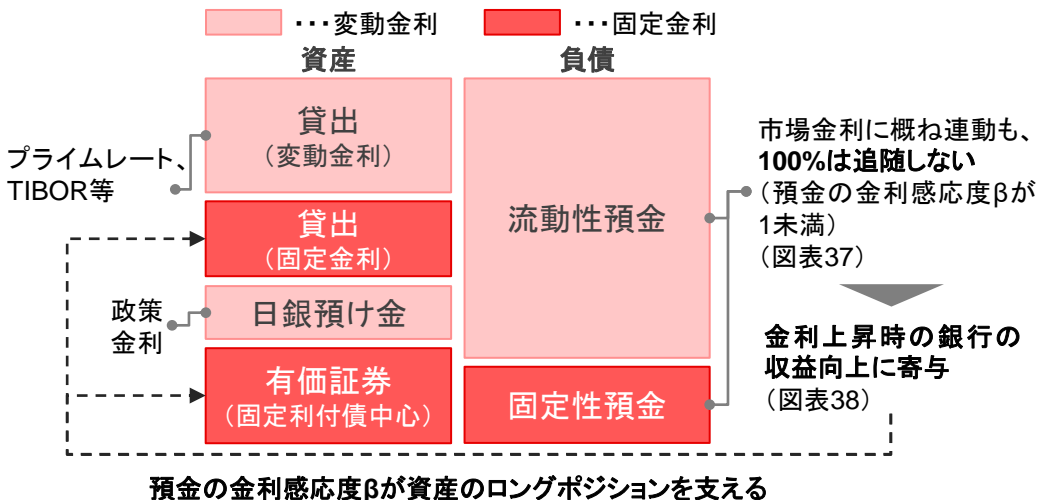 ･･･変動金利
･･･固定金利
資産
負債
貸出
（変動金利）
プライムレート、
TIBOR等
貸出
（固定金利）
政策
金利
日銀預け金
有価証券
（固定利付債中心）
流動性預金
固定性預金
市場金利に概ね連動も、
100%は追随しない
（預金の金利感応度βが
1未満）
（図表37）
金利上昇時の銀行の
収益向上に寄与
（図表38）
預金の金利感応度βが資産のロングポジションを支える